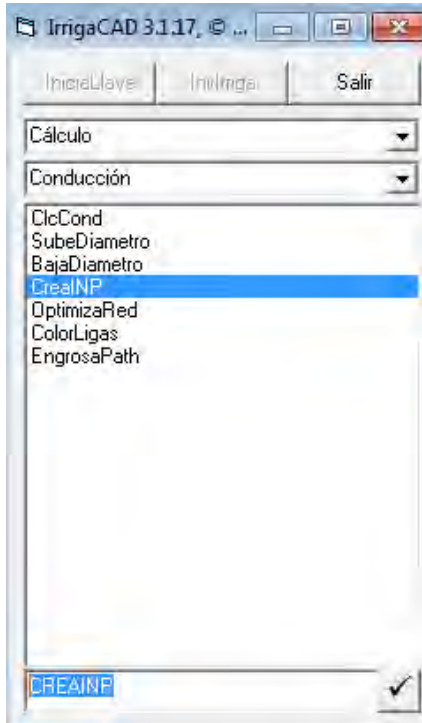 IrrigaCAD 3.1.17, © ...
IniciaLlave IniIrriga Salir
Cálculo
Conducción
ClcCond
SubeDiametro
BajaDiametro
CreaINP
OptimizaRed
ColorLigas
EngrosaPath
CREAINP